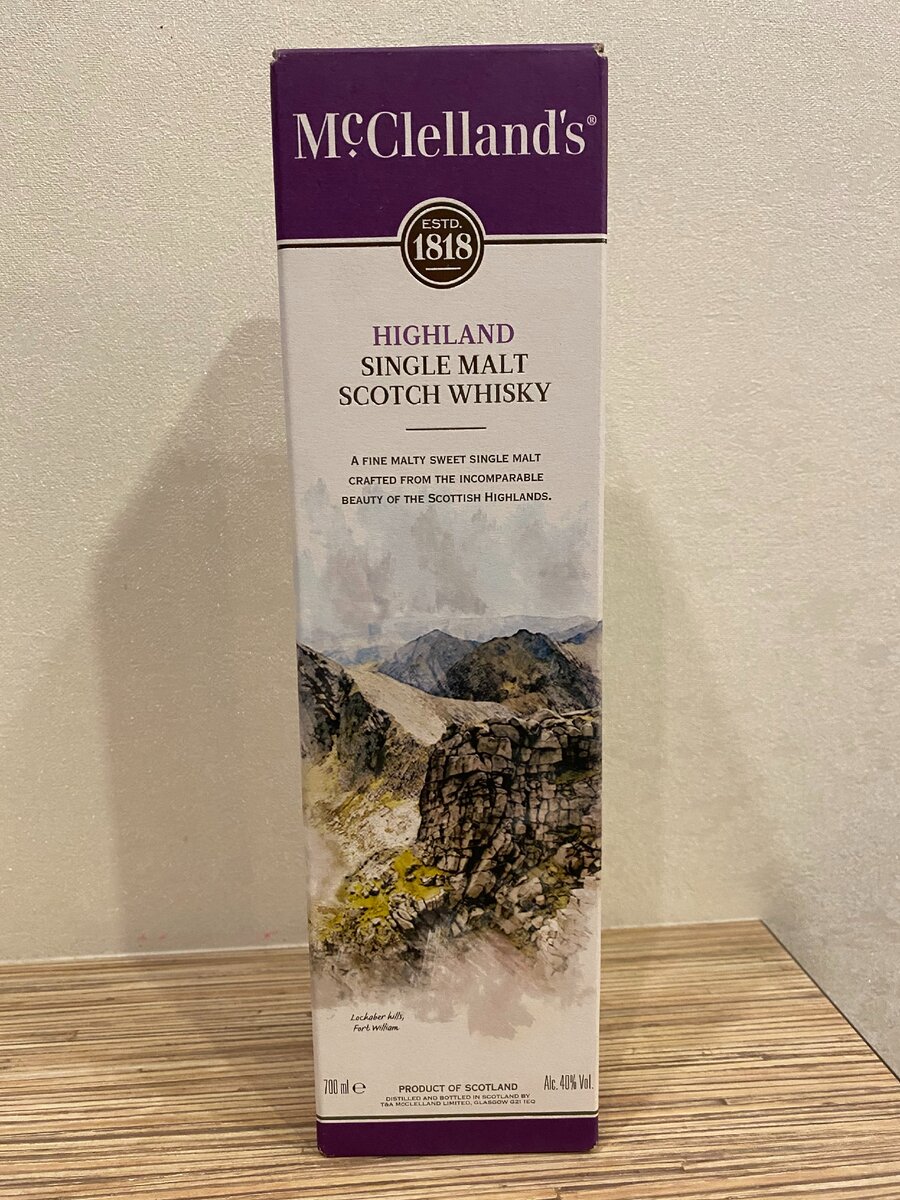 McClelland's®
ESTD.
1818
HIGHLAND
SINGLE MALT
SCOTCH WHISKY
A FINE MALTY SWEET SINGLE MALT
CRAFTED FROM THE INCOMPARABLE
BEAUTY OF THE SCOTTISH HIGHLANDS.
Lochaber hills,
Fort William
700 ml ℮
PRODUCT OF SCOTLAND
Alc. 40% Vol.
DISTILLED AND BOTTLED IN SCOTLAND BY
T&A MCCLELLAND LIMITED, GLASGOW G21 1EQ